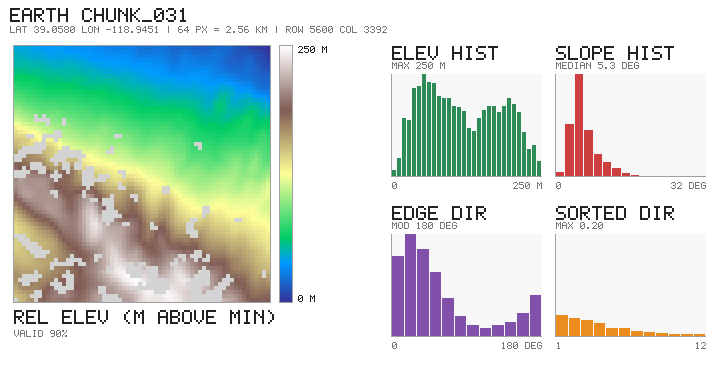 EARTH CHUNK_031
LAT 39.0580 LON -118.9451 | 64 PX = 2.56 KM | ROW 5600 COL 3392
250 M
0 M
REL ELEV (M ABOVE MIN)
VALID 90%
ELEV HIST
MAX 250 M
0 250 M
SLOPE HIST
MEDIAN 5.3 DEG
0 32 DEG
EDGE DIR
MOD 180 DEG
0 180 DEG
SORTED DIR
MAX 0.20
1 12